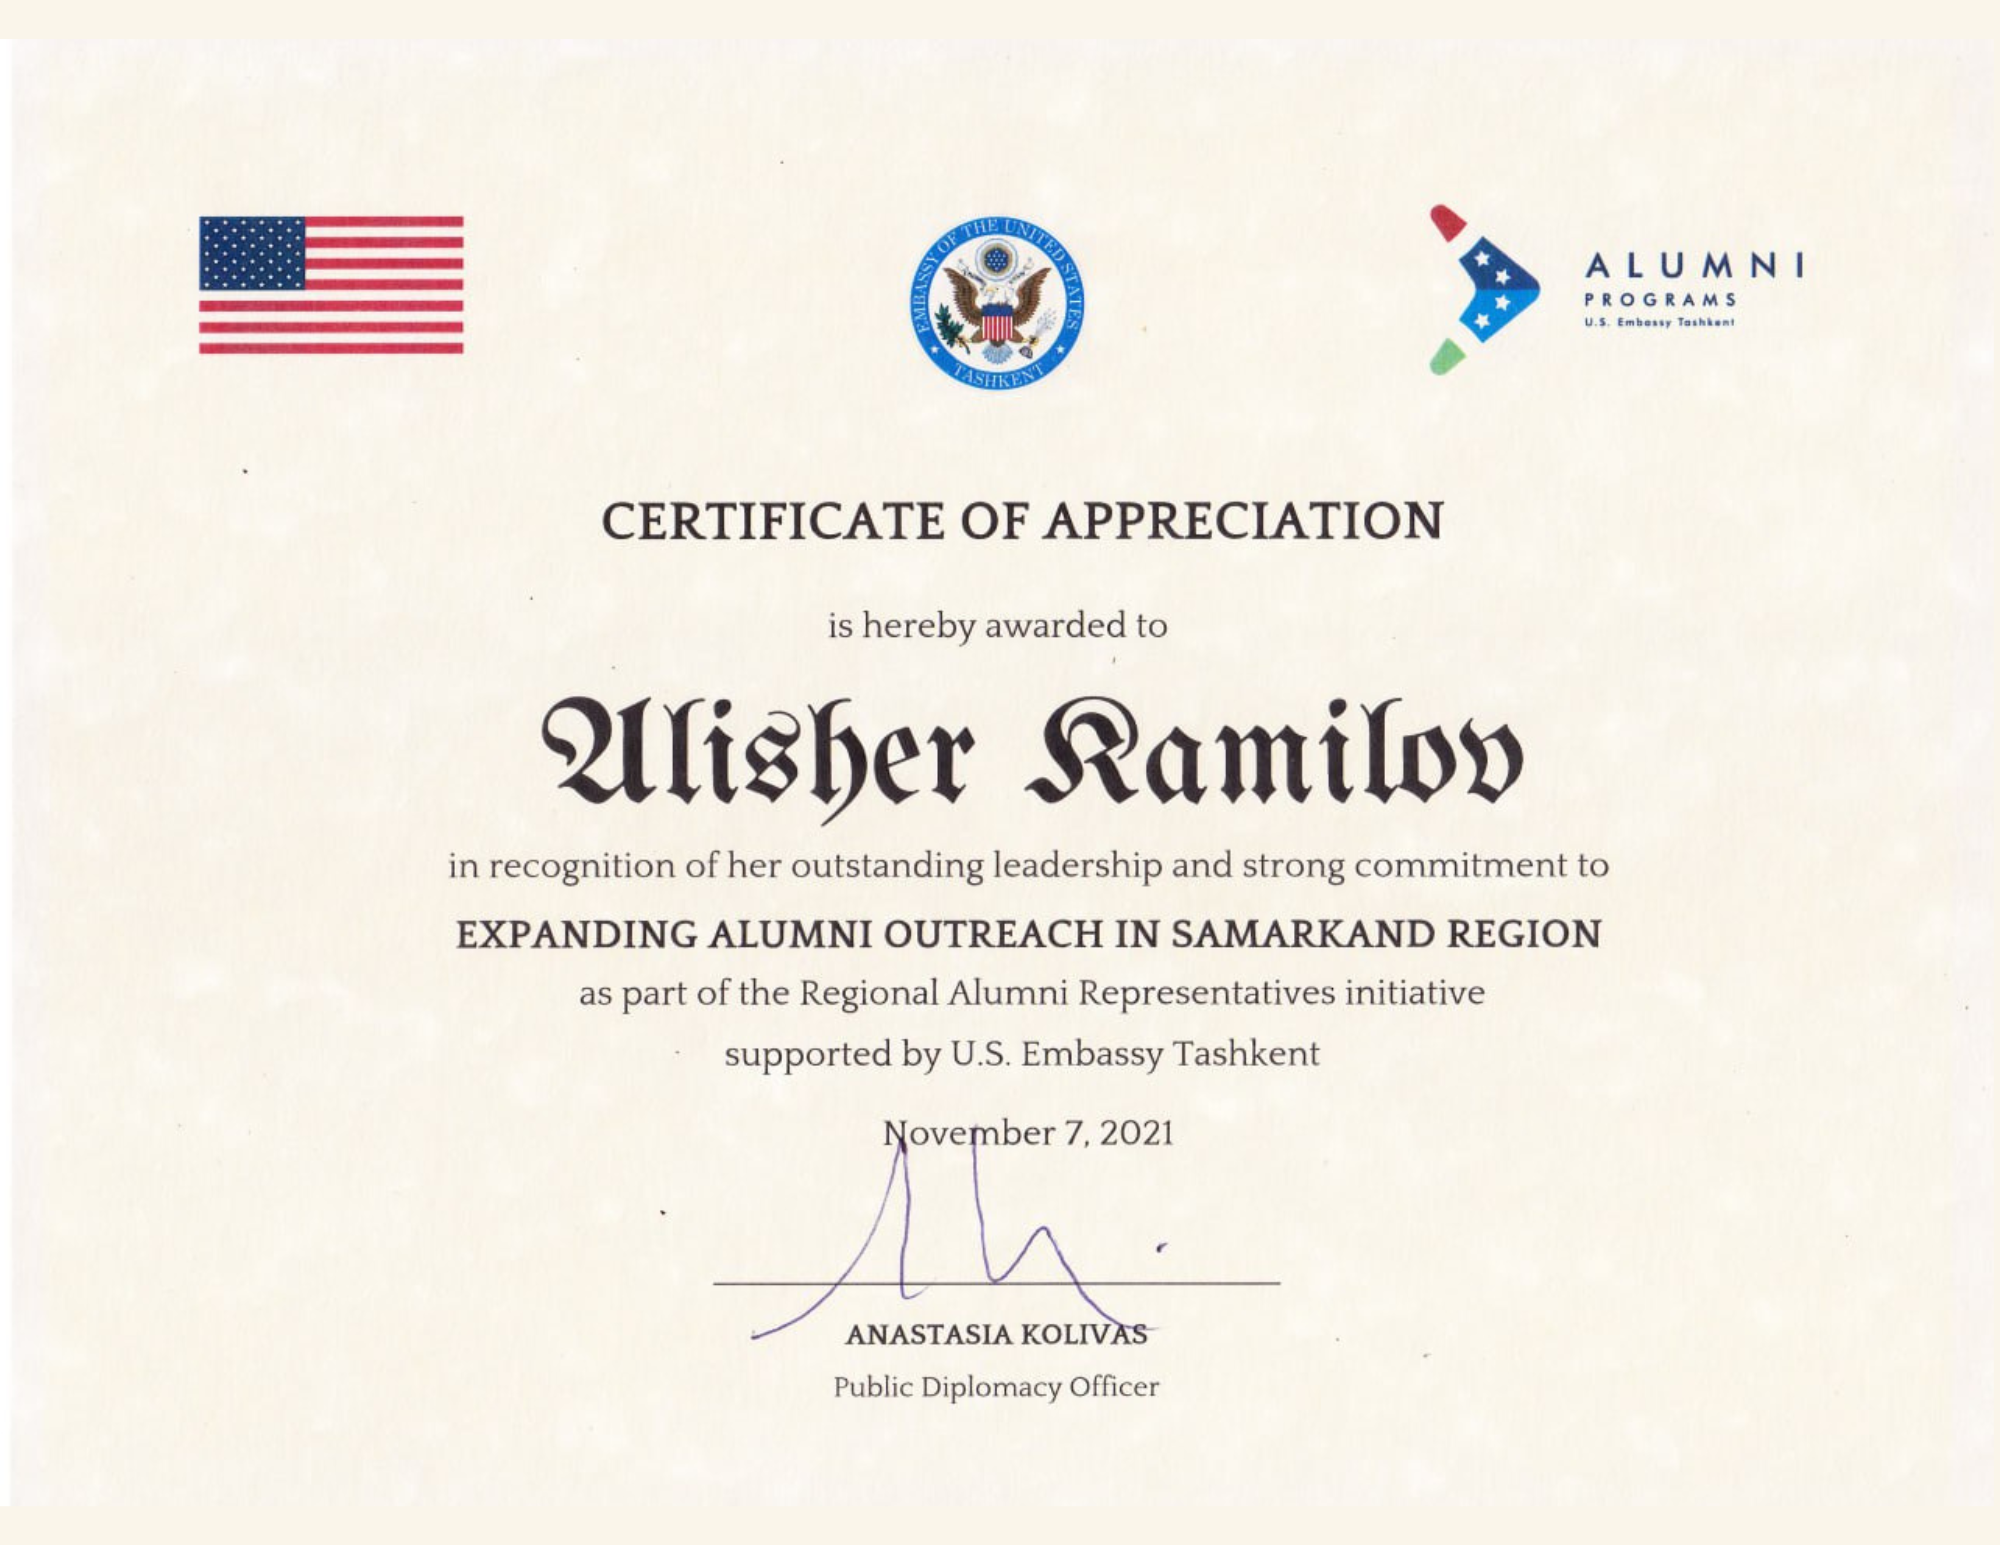 EMBASSY OF THE UNITED STATES
★ TASHKENT ★
ALUMNI
PROGRAMS
U.S. Embassy Tashkent
CERTIFICATE OF APPRECIATION
is hereby awarded to
Alisher Kamilov
in recognition of her outstanding leadership and strong commitment to
EXPANDING ALUMNI OUTREACH IN SAMARKAND REGION
as part of the Regional Alumni Representatives initiative
supported by U.S. Embassy Tashkent
November 7, 2021
ANASTASIA KOLIVAS
Public Diplomacy Officer